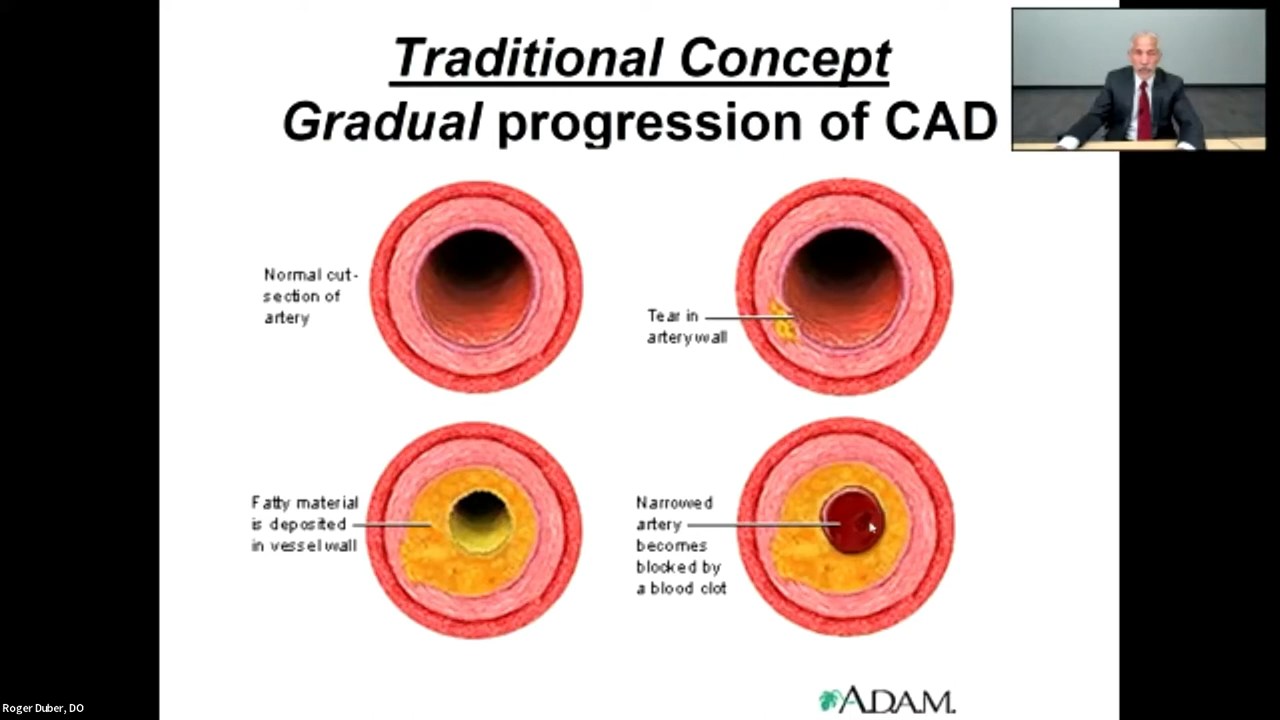 Traditional Concept
Gradual progression of CAD
Normal cut-
section of
artery
Tear in
artery wall
Fatty material
is deposited
in vessel wall
Narrowed
artery
becomes
blocked by
a blood clot
A.D.A.M.
Roger Duber, DO